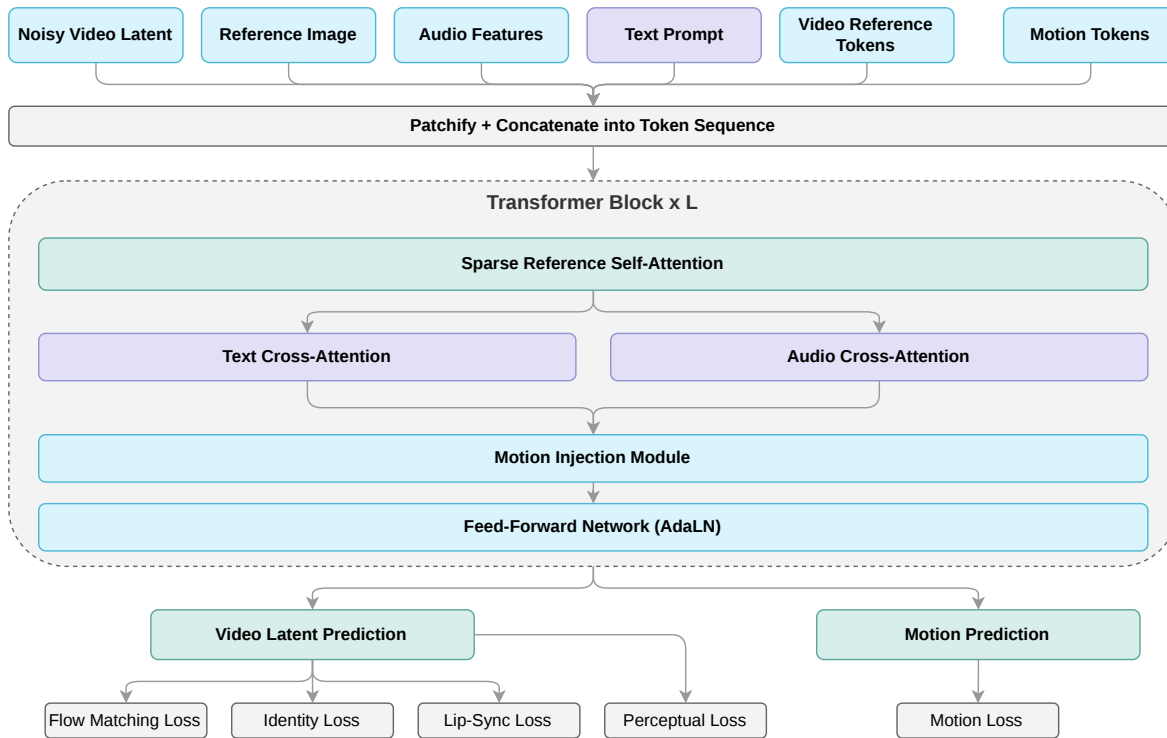 Noisy Video Latent
Reference Image
Audio Features
Text Prompt
Video Reference
Tokens
Motion Tokens
Patchify + Concatenate into Token Sequence
Transformer Block x L
Sparse Reference Self-Attention
Text Cross-Attention
Audio Cross-Attention
Motion Injection Module
Feed-Forward Network (AdaLN)
Video Latent Prediction
Motion Prediction
Flow Matching Loss
Identity Loss
Lip-Sync Loss
Perceptual Loss
Motion Loss